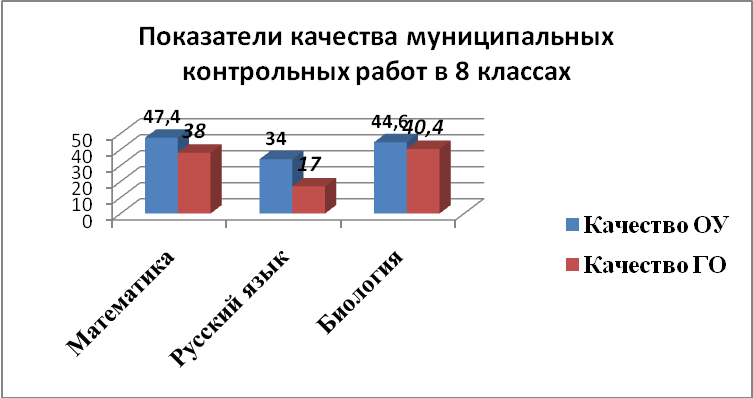 Показатели качества муниципальных
контрольных работ в 8 классах
47,4
38
34
17
44,6
40,4
50
40
30
20
10
0
Математика
Русский язык
Биология
Качество ОУ
Качество ГО